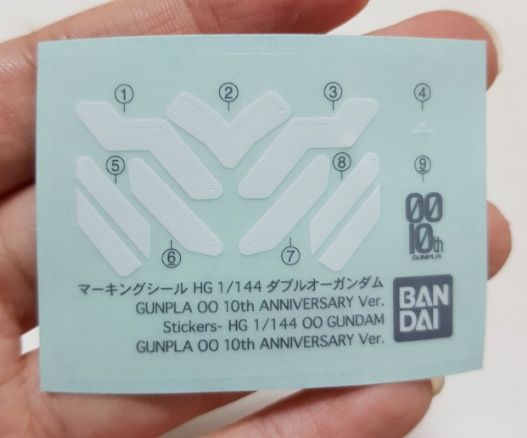 ① ② ③ ④
⑤ ⑧ ⑨
⑥ ⑦
00
10th
GUNPLA
マーキングシール HG 1/144 ダブルオーガンダム
GUNPLA OO 10th ANNIVERSARY Ver.
Stickers- HG 1/144 OO GUNDAM
GUNPLA OO 10th ANNIVERSARY Ver.
BAN
DAI